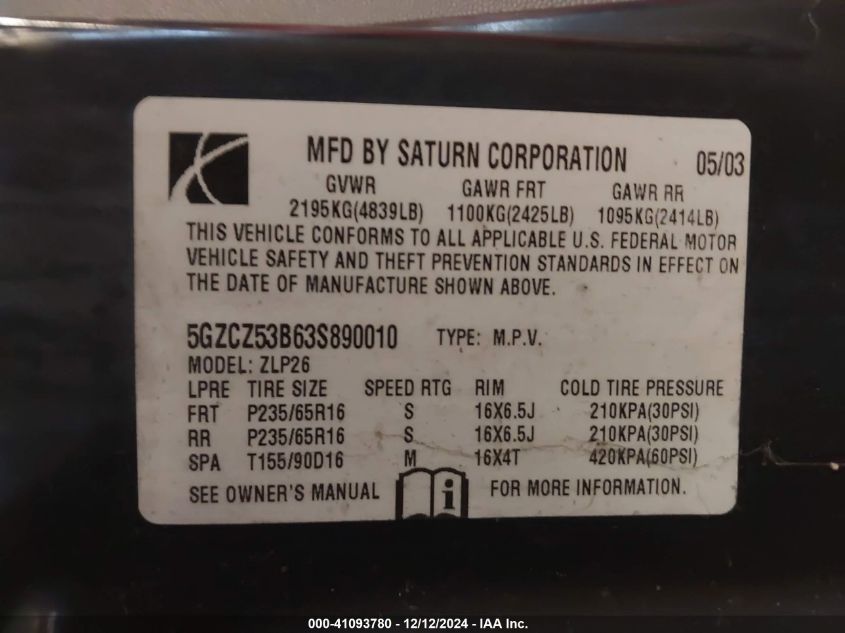 MFD BY SATURN CORPORATION 05/03
GVWR GAWR FRT GAWR RR
2195KG(4839LB) 1100KG(2425LB) 1095KG(2414LB)
THIS VEHICLE CONFORMS TO ALL APPLICABLE U.S. FEDERAL MOTOR
VEHICLE SAFETY AND THEFT PREVENTION STANDARDS IN EFFECT ON
THE DATE OF MANUFACTURE SHOWN ABOVE.
5GZCZ53B63S890010 TYPE: M.P.V.
MODEL: ZLP26
LPRE TIRE SIZE SPEED RTG RIM COLD TIRE PRESSURE
FRT P235/65R16 S 16X6.5J 210KPA(30PSI)
RR P235/65R16 S 16X6.5J 210KPA(30PSI)
SPA T155/90D16 M 16X4T 420KPA(60PSI)
SEE OWNER'S MANUAL i FOR MORE INFORMATION.
000-41093780 - 12/12/2024 - IAA Inc.